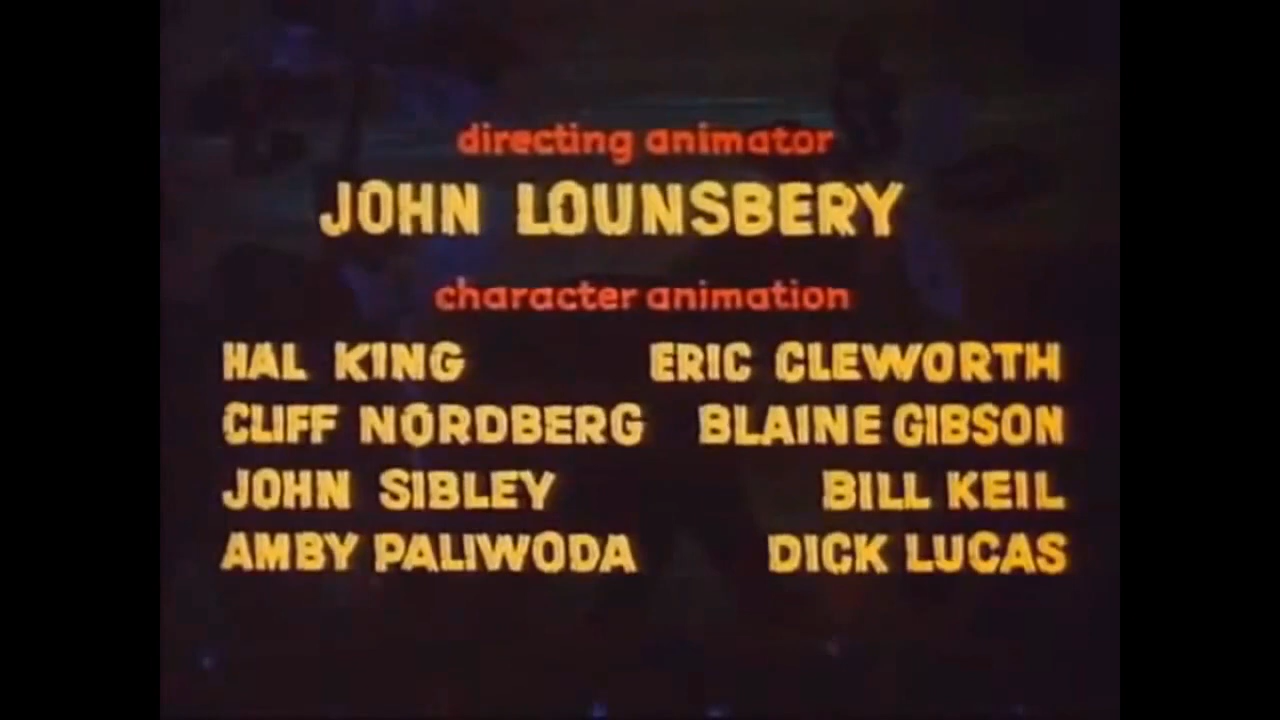 directing animator
JOHN LOUNSBERY
character animation
HAL KING ERIC CLEWORTH
CLIFF NORDBERG BLAINE GIBSON
JOHN SIBLEY BILL KEIL
AMBY PALIWODA DICK LUCAS